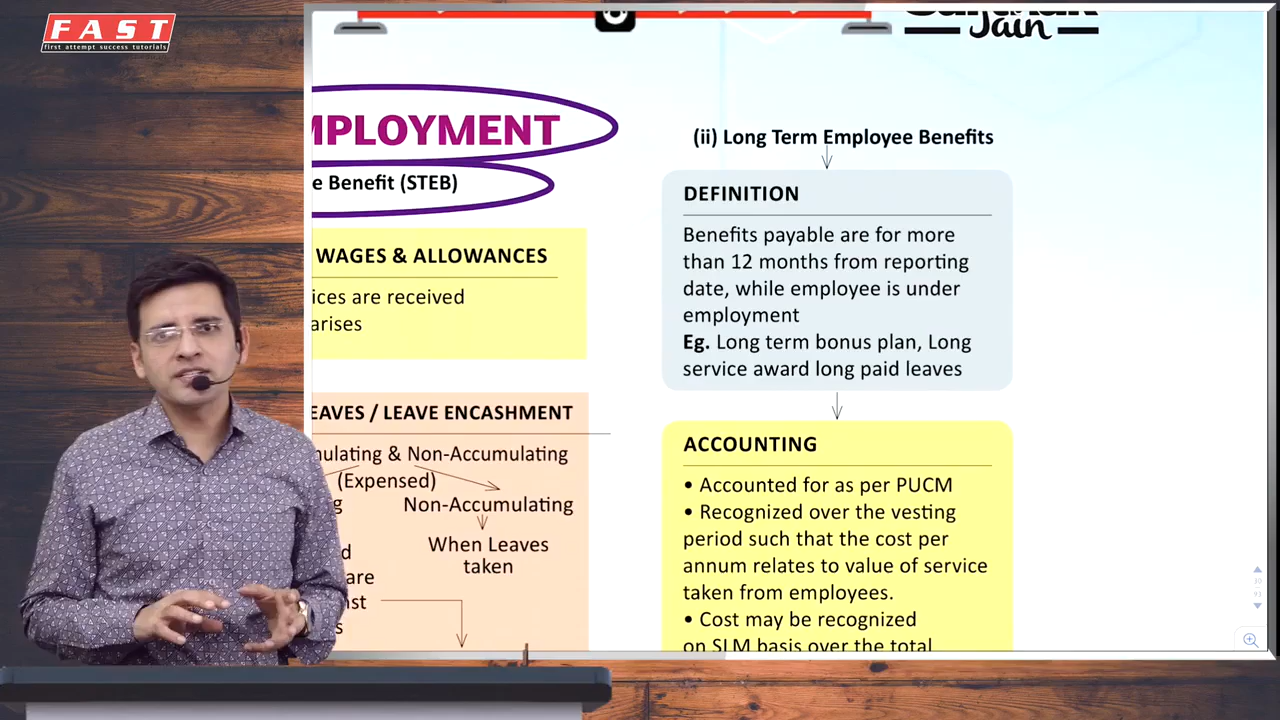 FAST
first attempt success tutorials
Jain
MPLOYMENT
e Benefit (STEB)
WAGES & ALLOWANCES
ices are received
arises
EAVES / LEAVE ENCASHMENT
nulating & Non-Accumulating
(Expensed)
g
Non-Accumulating
When Leaves
taken
d
are
nst
s
(ii) Long Term Employee Benefits
DEFINITION
Benefits payable are for more
than 12 months from reporting
date, while employee is under
employment
Eg. Long term bonus plan, Long
service award long paid leaves
ACCOUNTING
• Accounted for as per PUCM
• Recognized over the vesting
period such that the cost per
annum relates to value of service
taken from employees.
• Cost may be recognized
on SLM basis over the total